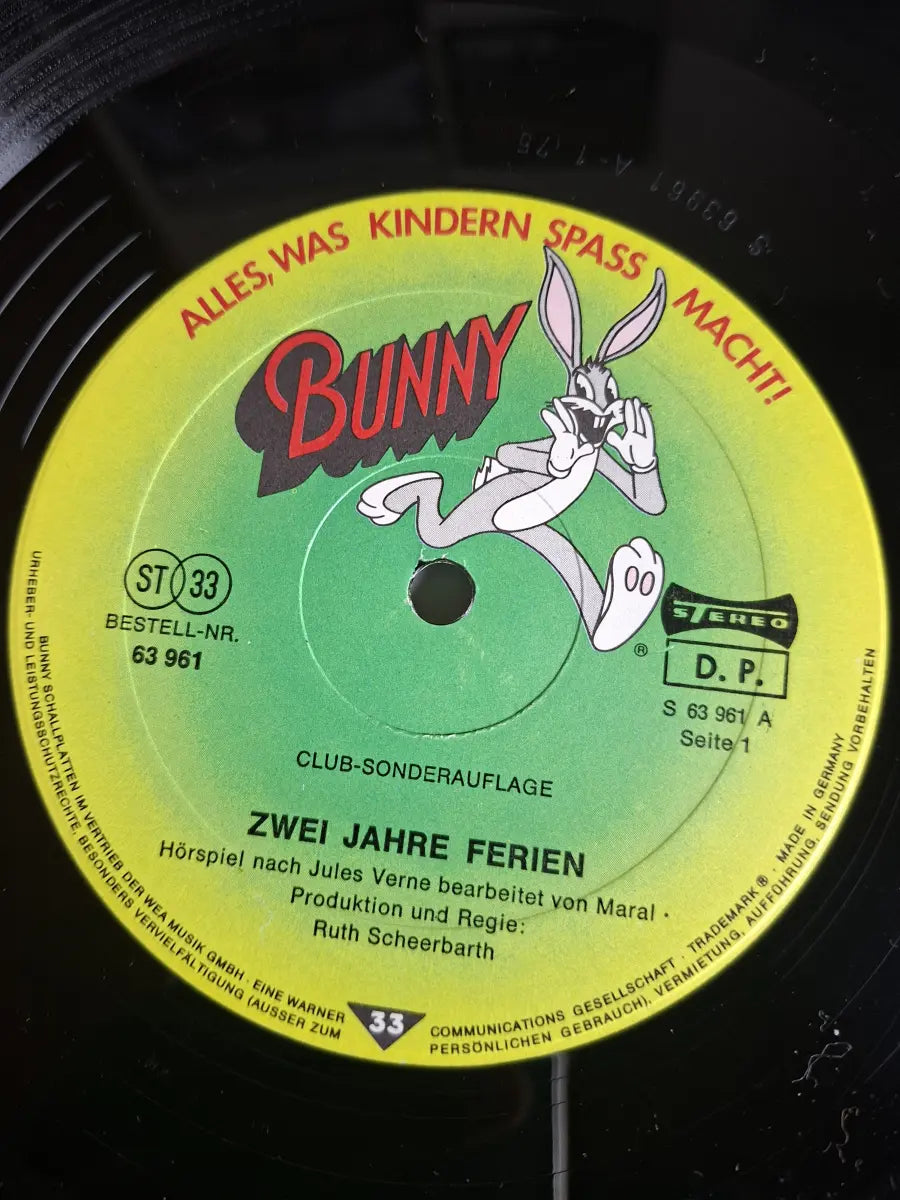 ALLES, WAS KINDERN SPASS MACHT!
BUNNY
®
ST 33
BESTELL-NR.
63 961
STEREO
D. P.
S 63 961 A
Seite 1
CLUB-SONDERAUFLAGE
ZWEI JAHRE FERIEN
Hörspiel nach Jules Verne bearbeitet von Maral ·
Produktion und Regie:
Ruth Scheerbarth
33
BUNNY SCHALLPLATTEN IM VERTRIEB DER WEA MUSIK GMBH · EINE WARNER COMMUNICATIONS GESELLSCHAFT · TRADEMARK ® · MADE IN GERMANY
URHEBER- UND LEISTUNGSSCHUTZRECHTE, BESONDERS VERVIELFÄLTIGUNG (AUSSER ZUM PERSÖNLICHEN GEBRAUCH), VERMIETUNG, AUFFÜHRUNG, SENDUNG VORBEHALTEN
S 63961 A-1